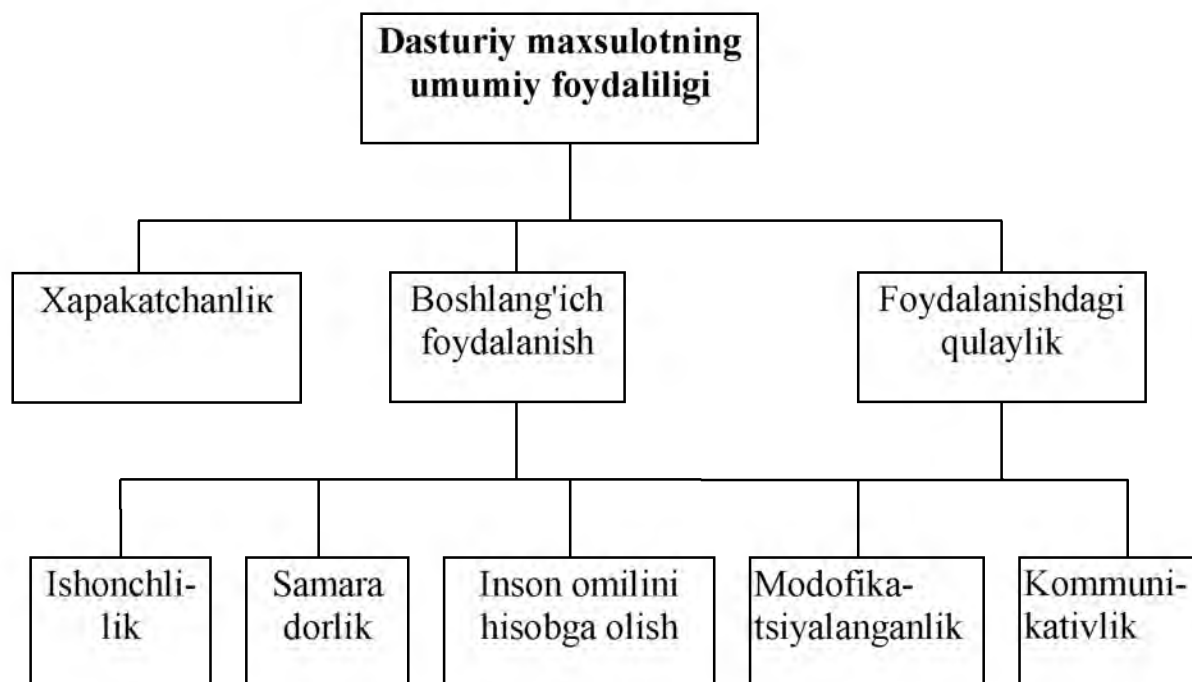 Dasturiy maxsulotning
umumiy foydaliligi
Xapakatchanliк
Boshlang'ich
foydalanish
Foydalanishdagi
qulaylik
Ishonchli-
lik
Samara
dorlik
Inson omilini
hisobga olish
Modofika-
tsiyalanganlik
Kommuni-
kativlik